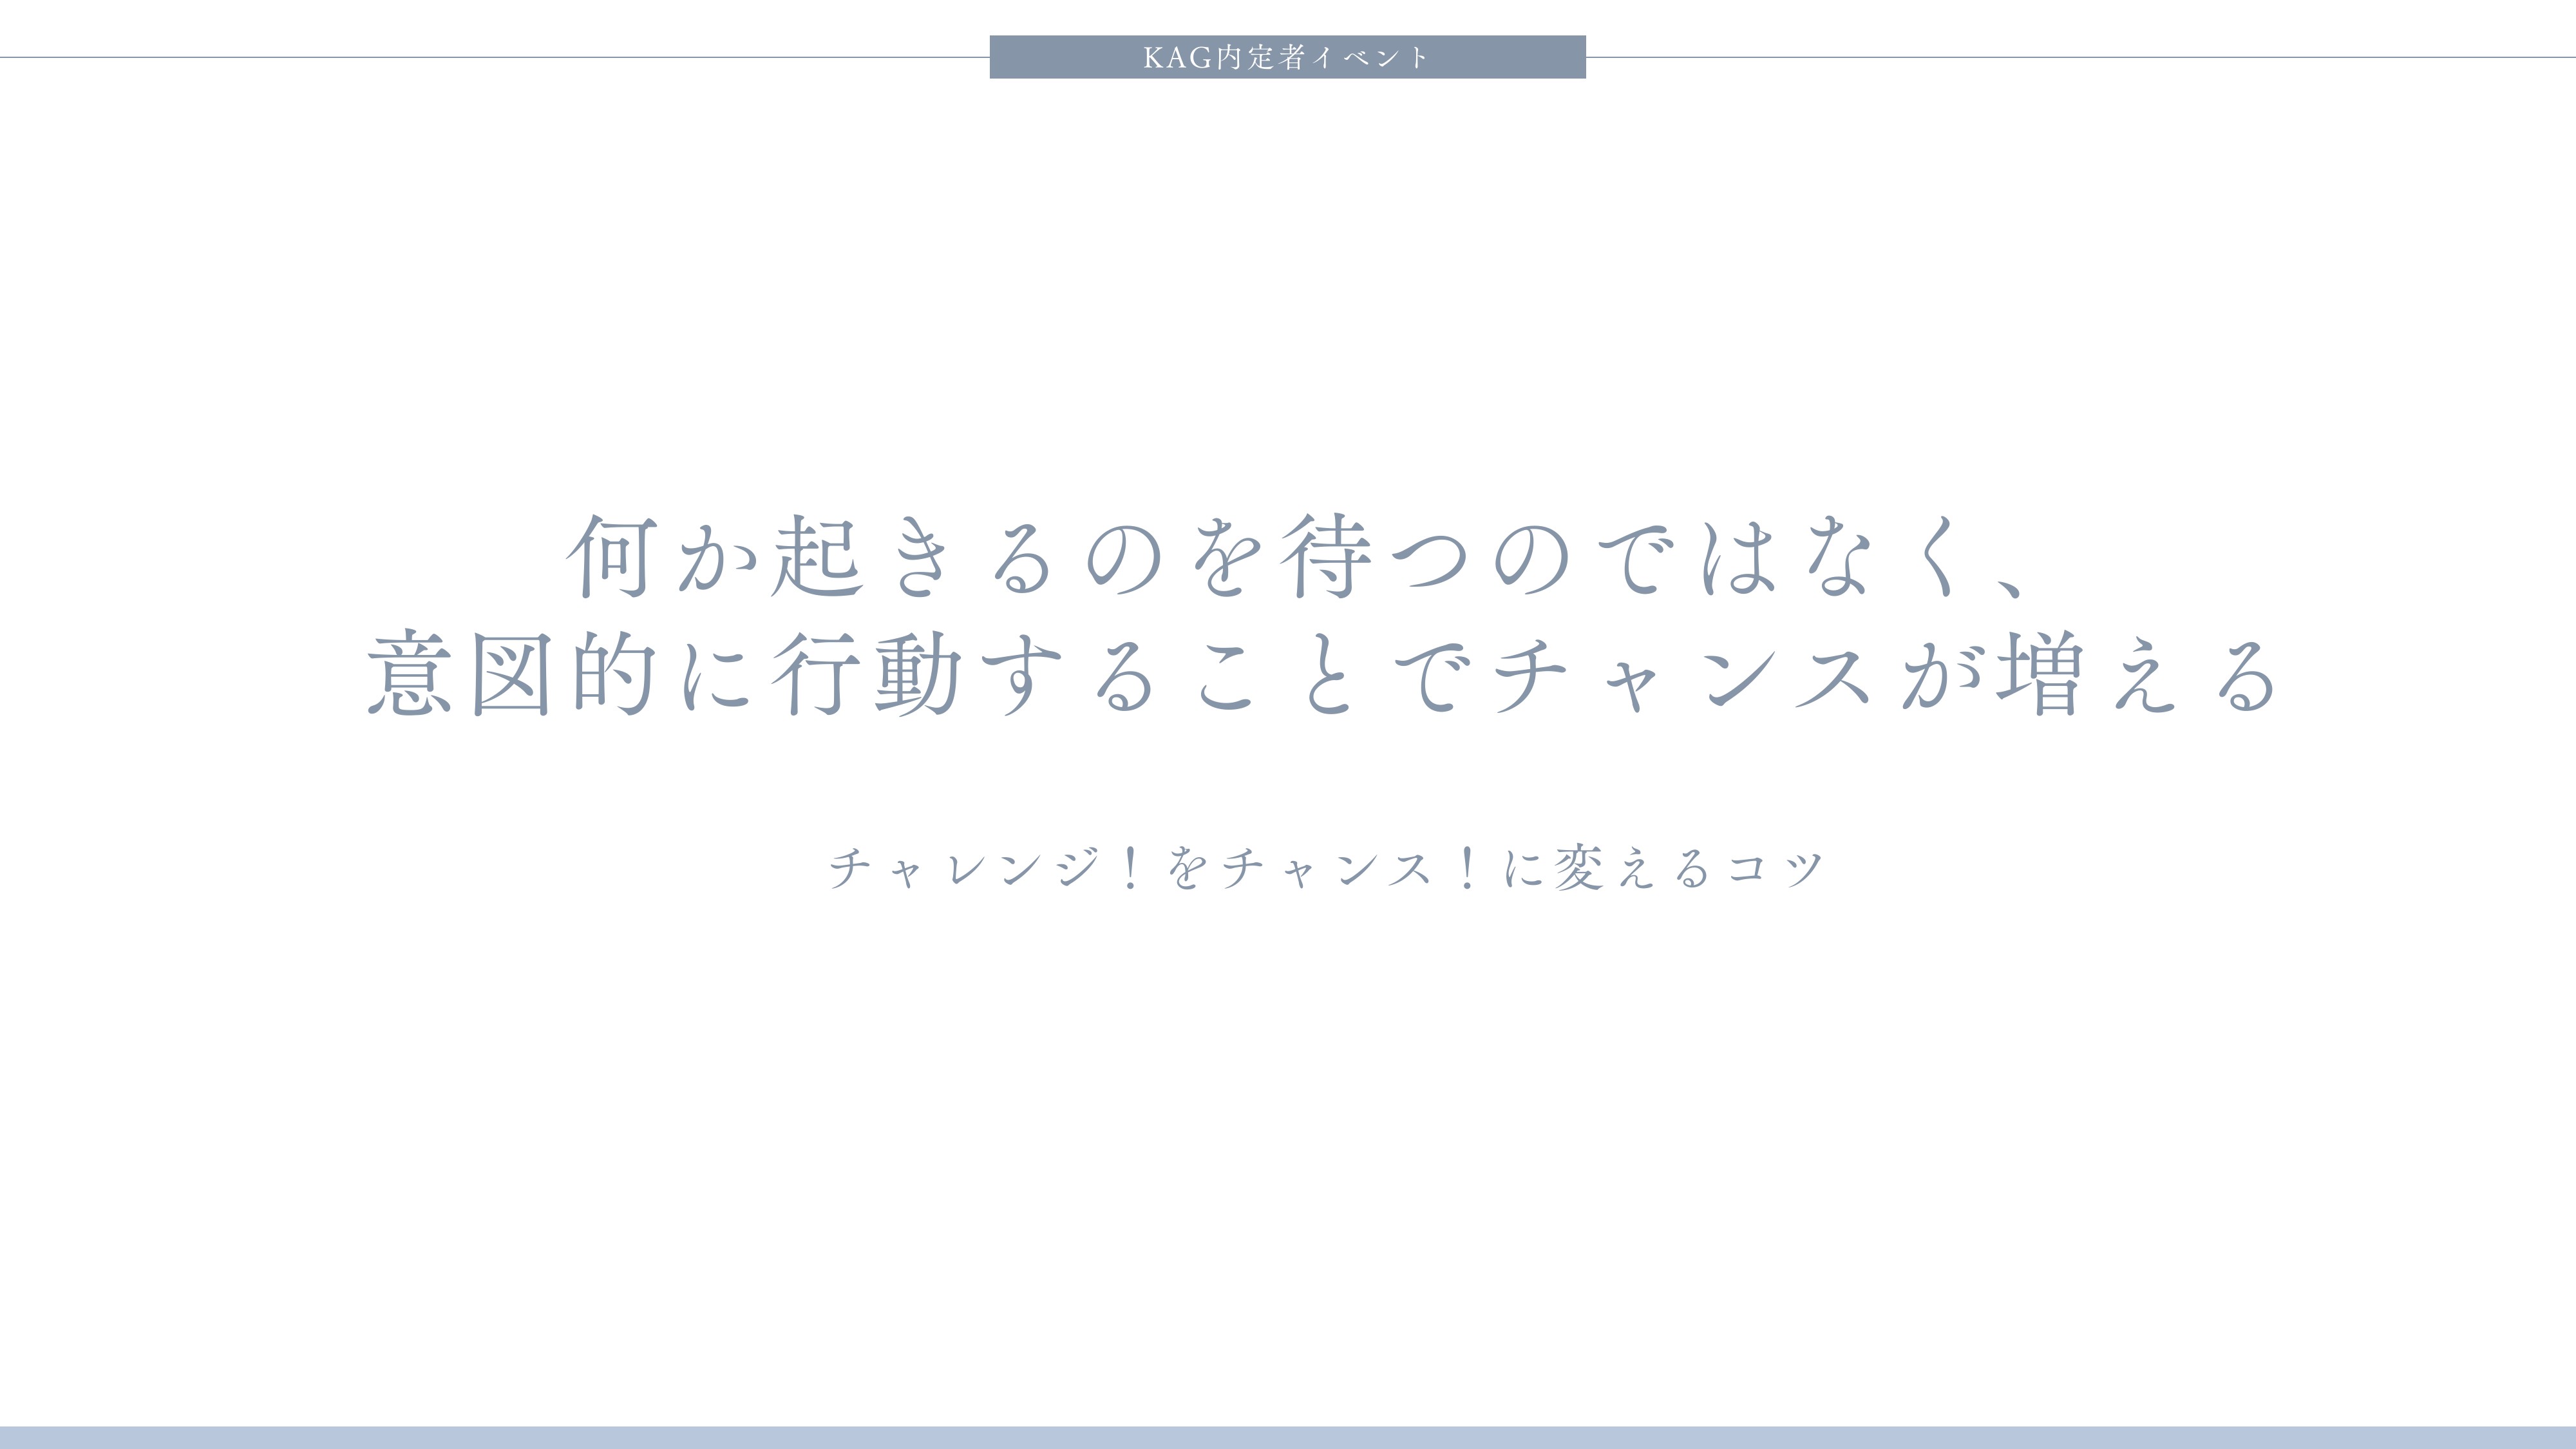 KAG内定者イベント
何か起きるのを待つのではなく、
意図的に行動することでチャンスが増える
チャレンジ！をチャンス！に変えるコツ